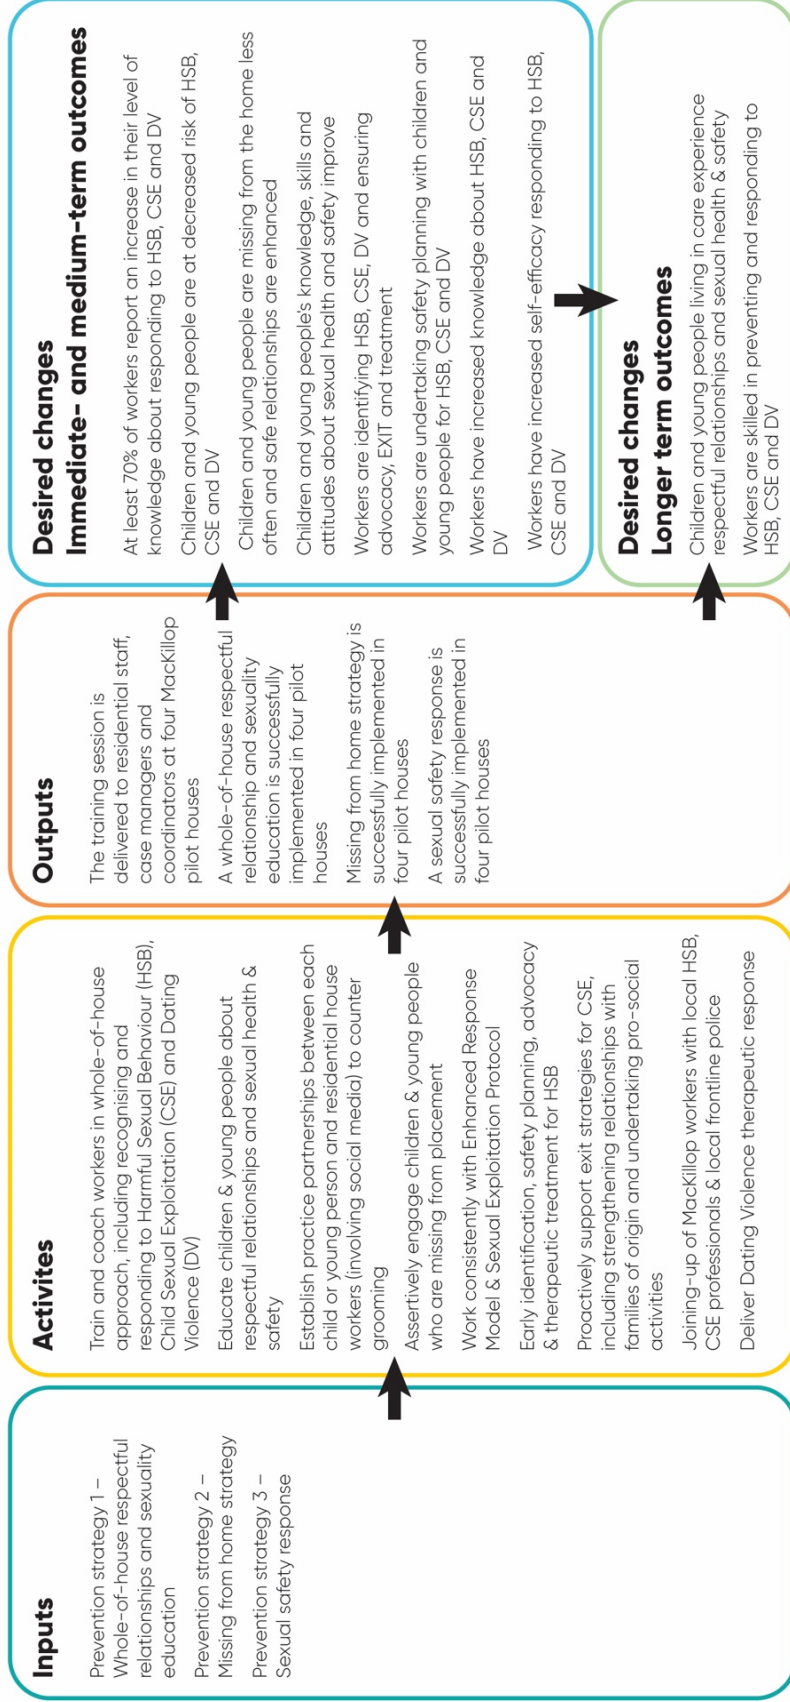 Inputs
Prevention strategy 1 –
Whole-of-house respectful
relationships and sexuality
education
Prevention strategy 2 –
Missing from home strategy
Prevention strategy 3 –
Sexual safety response
Activites
Train and coach workers in whole-of-house
approach, including recognising and
responding to Harmful Sexual Behaviour (HSB),
Child Sexual Exploitation (CSE) and Dating
Violence (DV)
Educate children & young people about
respectful relationships and sexual health &
safety
Establish practice partnerships between each
child or young person and residential house
workers (involving social media) to counter
grooming
Assertively engage children & young people
who are missing from placement
Work consistently with Enhanced Response
Model & Sexual Exploitation Protocol
Early identification, safety planning, advocacy
& therapeutic treatment for HSB
Proactively support exit strategies for CSE,
including strengthening relationships with
families of origin and undertaking pro-social
activities
Joining-up of MacKillop workers with local HSB,
CSE professionals & local frontline police
Deliver Dating Violence therapeutic response
Outputs
The training session is
delivered to residential staff,
case managers and
coordinators at four MacKillop
pilot houses
A whole-of-house respectful
relationship and sexuality
education is successfully
implemented in four pilot
houses
Missing from home strategy is
successfully implemented in
four pilot houses
A sexual safety response is
successfully implemented in
four pilot houses
Desired changes
Immediate- and medium-term outcomes
At least 70% of workers report an increase in their level of
knowledge about responding to HSB, CSE and DV
Children and young people are at decreased risk of HSB,
CSE and DV
Children and young people are missing from the home less
often and safe relationships are enhanced
Children and young people's knowledge, skills and
attitudes about sexual health and safety improve
Workers are identifying HSB, CSE, DV and ensuring
advocacy, EXIT and treatment
Workers are undertaking safety planning with children and
young people for HSB, CSE and DV
Workers have increased knowledge about HSB, CSE and
DV
Workers have increased self-efficacy responding to HSB,
CSE and DV
Desired changes
Longer term outcomes
Children and young people living in care experience
respectful relationships and sexual health & safety
Workers are skilled in preventing and responding to
HSB, CSE and DV